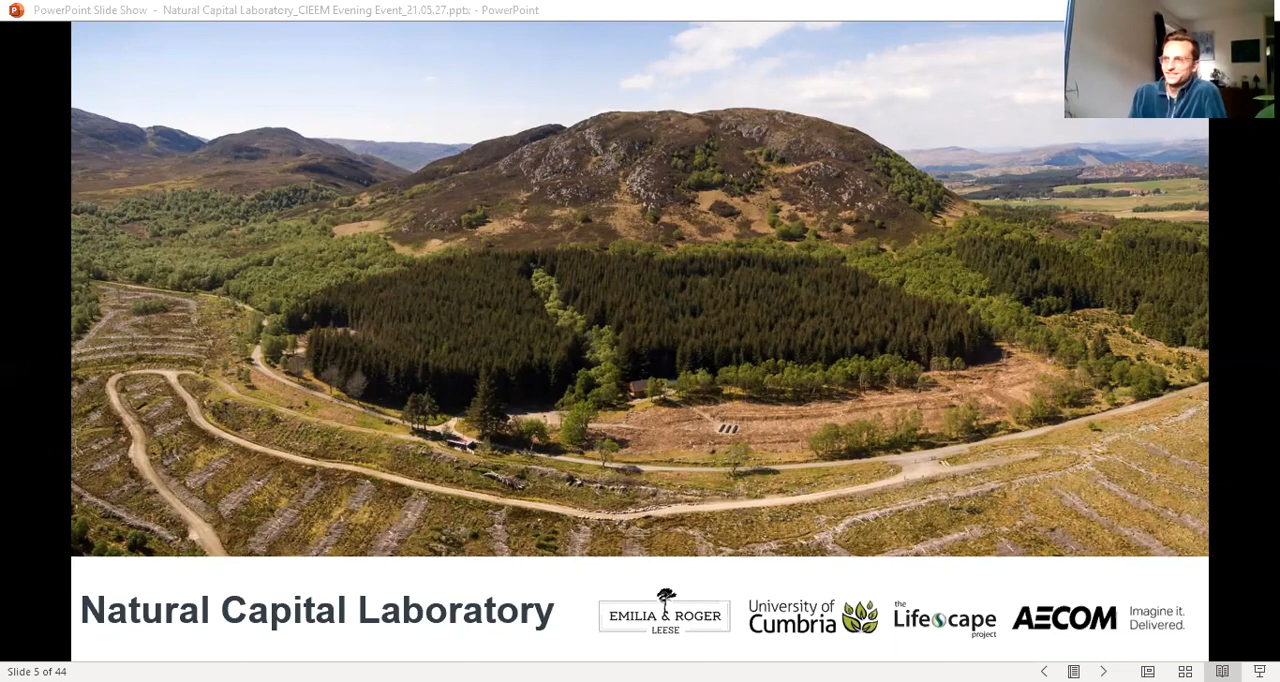 PowerPoint Slide Show - Natural Capital Laboratory_CIEEM Evening Event_21.05.27.pptx - PowerPoint
Natural Capital Laboratory
EMILIA & ROGER
LEESE
University of
Cumbria
the
Lifescape
project
AECOM
Imagine it.
Delivered.
Slide 5 of 44